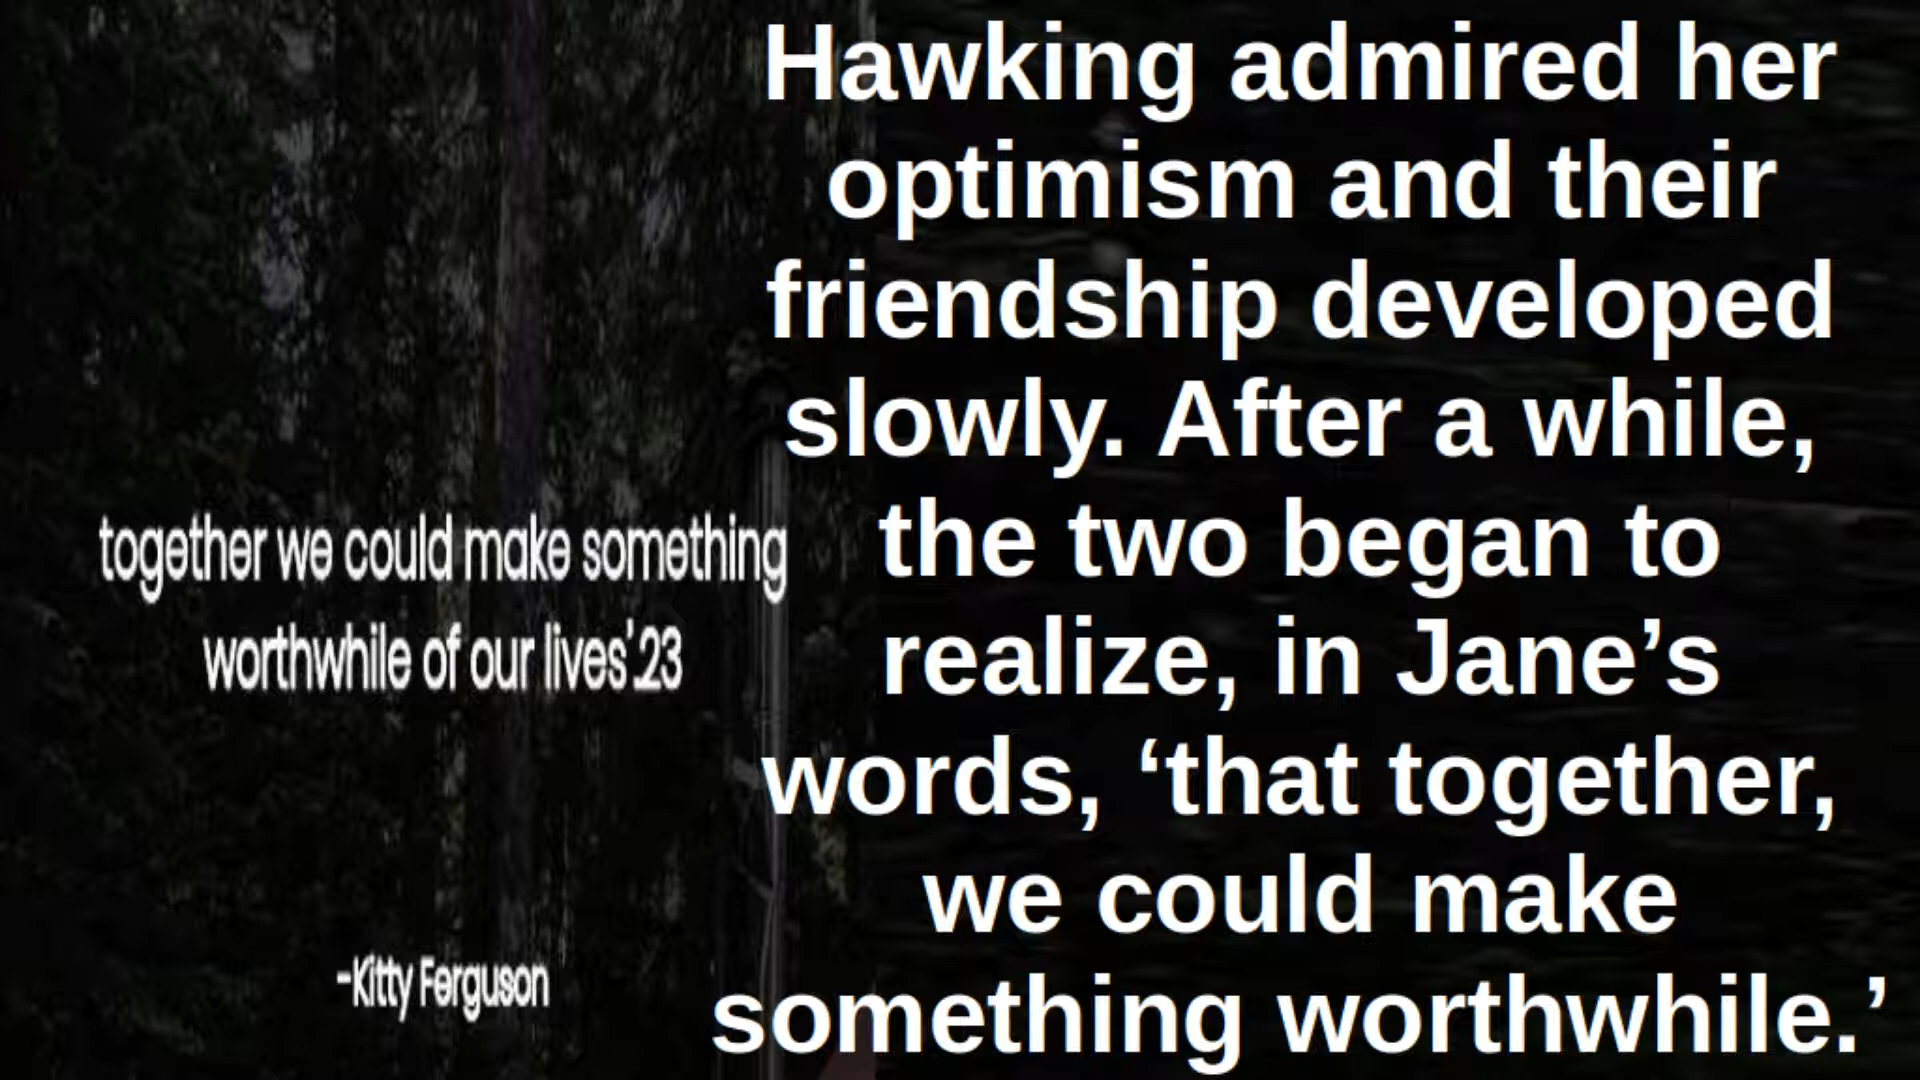 together we could make something
worthwhile of our lives’.23
-Kitty Ferguson
Hawking admired her
optimism and their
friendship developed
slowly. After a while,
the two began to
realize, in Jane’s
words, ‘that together,
we could make
something worthwhile.’